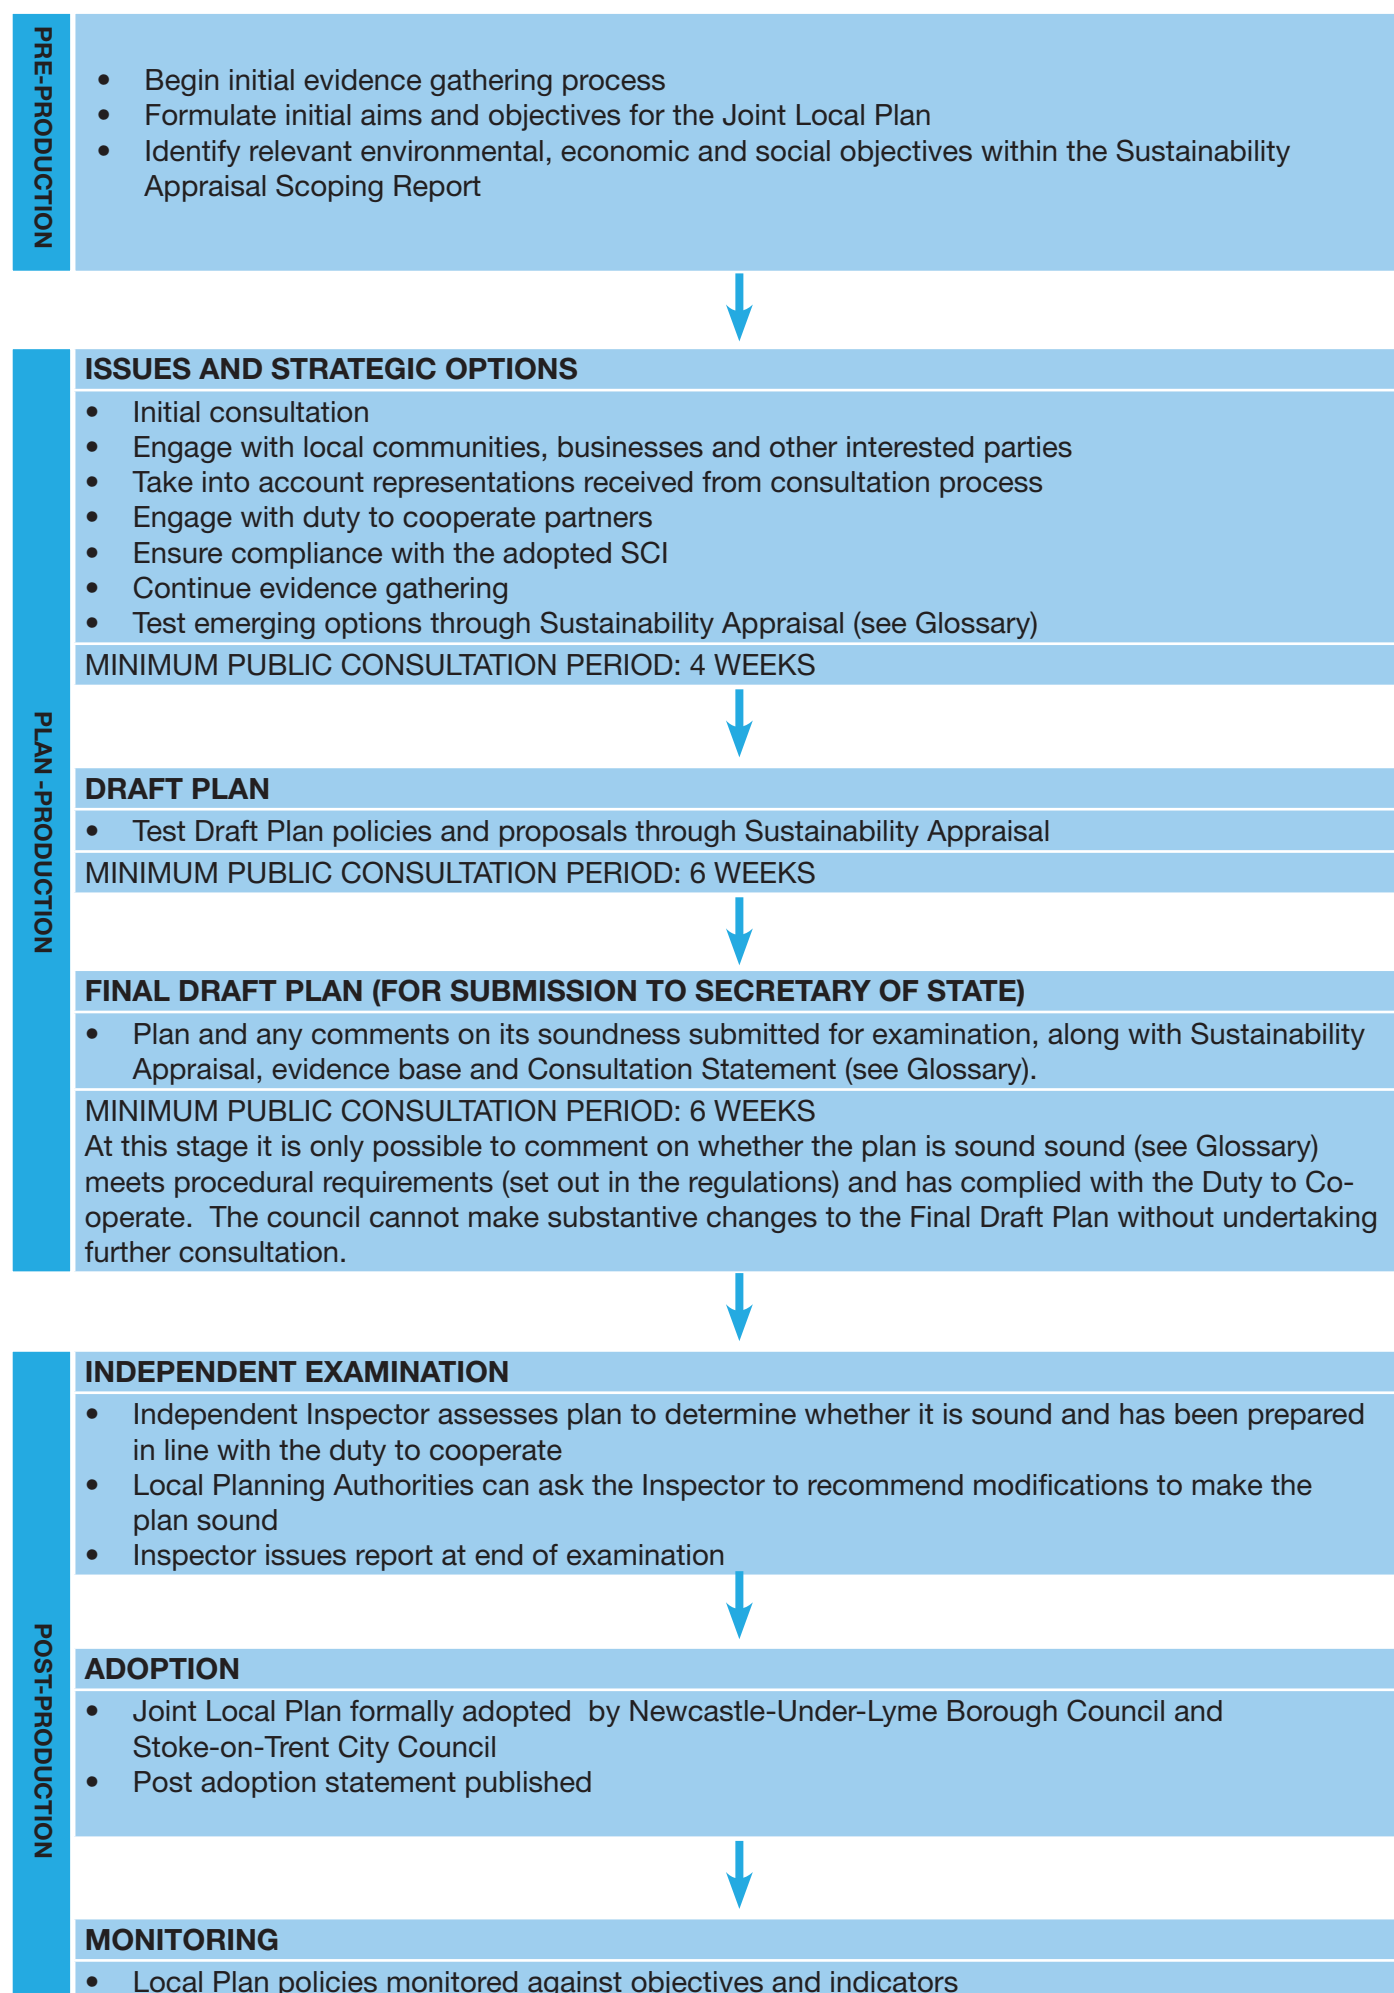 PRE-PRODUCTION
• Begin initial evidence gathering process
• Formulate initial aims and objectives for the Joint Local Plan
• Identify relevant environmental, economic and social objectives within the Sustainability
Appraisal Scoping Report
PLAN -PRODUCTION
ISSUES AND STRATEGIC OPTIONS
• Initial consultation
• Engage with local communities, businesses and other interested parties
• Take into account representations received from consultation process
• Engage with duty to cooperate partners
• Ensure compliance with the adopted SCI
• Continue evidence gathering
• Test emerging options through Sustainability Appraisal (see Glossary)
MINIMUM PUBLIC CONSULTATION PERIOD: 4 WEEKS
DRAFT PLAN
• Test Draft Plan policies and proposals through Sustainability Appraisal
MINIMUM PUBLIC CONSULTATION PERIOD: 6 WEEKS
FINAL DRAFT PLAN (FOR SUBMISSION TO SECRETARY OF STATE)
• Plan and any comments on its soundness submitted for examination, along with Sustainability
Appraisal, evidence base and Consultation Statement (see Glossary).
MINIMUM PUBLIC CONSULTATION PERIOD: 6 WEEKS
At this stage it is only possible to comment on whether the plan is sound sound (see Glossary)
meets procedural requirements (set out in the regulations) and has complied with the Duty to Co-
operate.  The council cannot make substantive changes to the Final Draft Plan without undertaking
further consultation.
POST-PRODUCTION
INDEPENDENT EXAMINATION
• Independent Inspector assesses plan to determine whether it is sound and has been prepared
in line with the duty to cooperate
• Local Planning Authorities can ask the Inspector to recommend modifications to make the
plan sound
• Inspector issues report at end of examination
ADOPTION
• Joint Local Plan formally adopted  by Newcastle-Under-Lyme Borough Council and
Stoke-on-Trent City Council
• Post adoption statement published
MONITORING
• Local Plan policies monitored against objectives and indicators